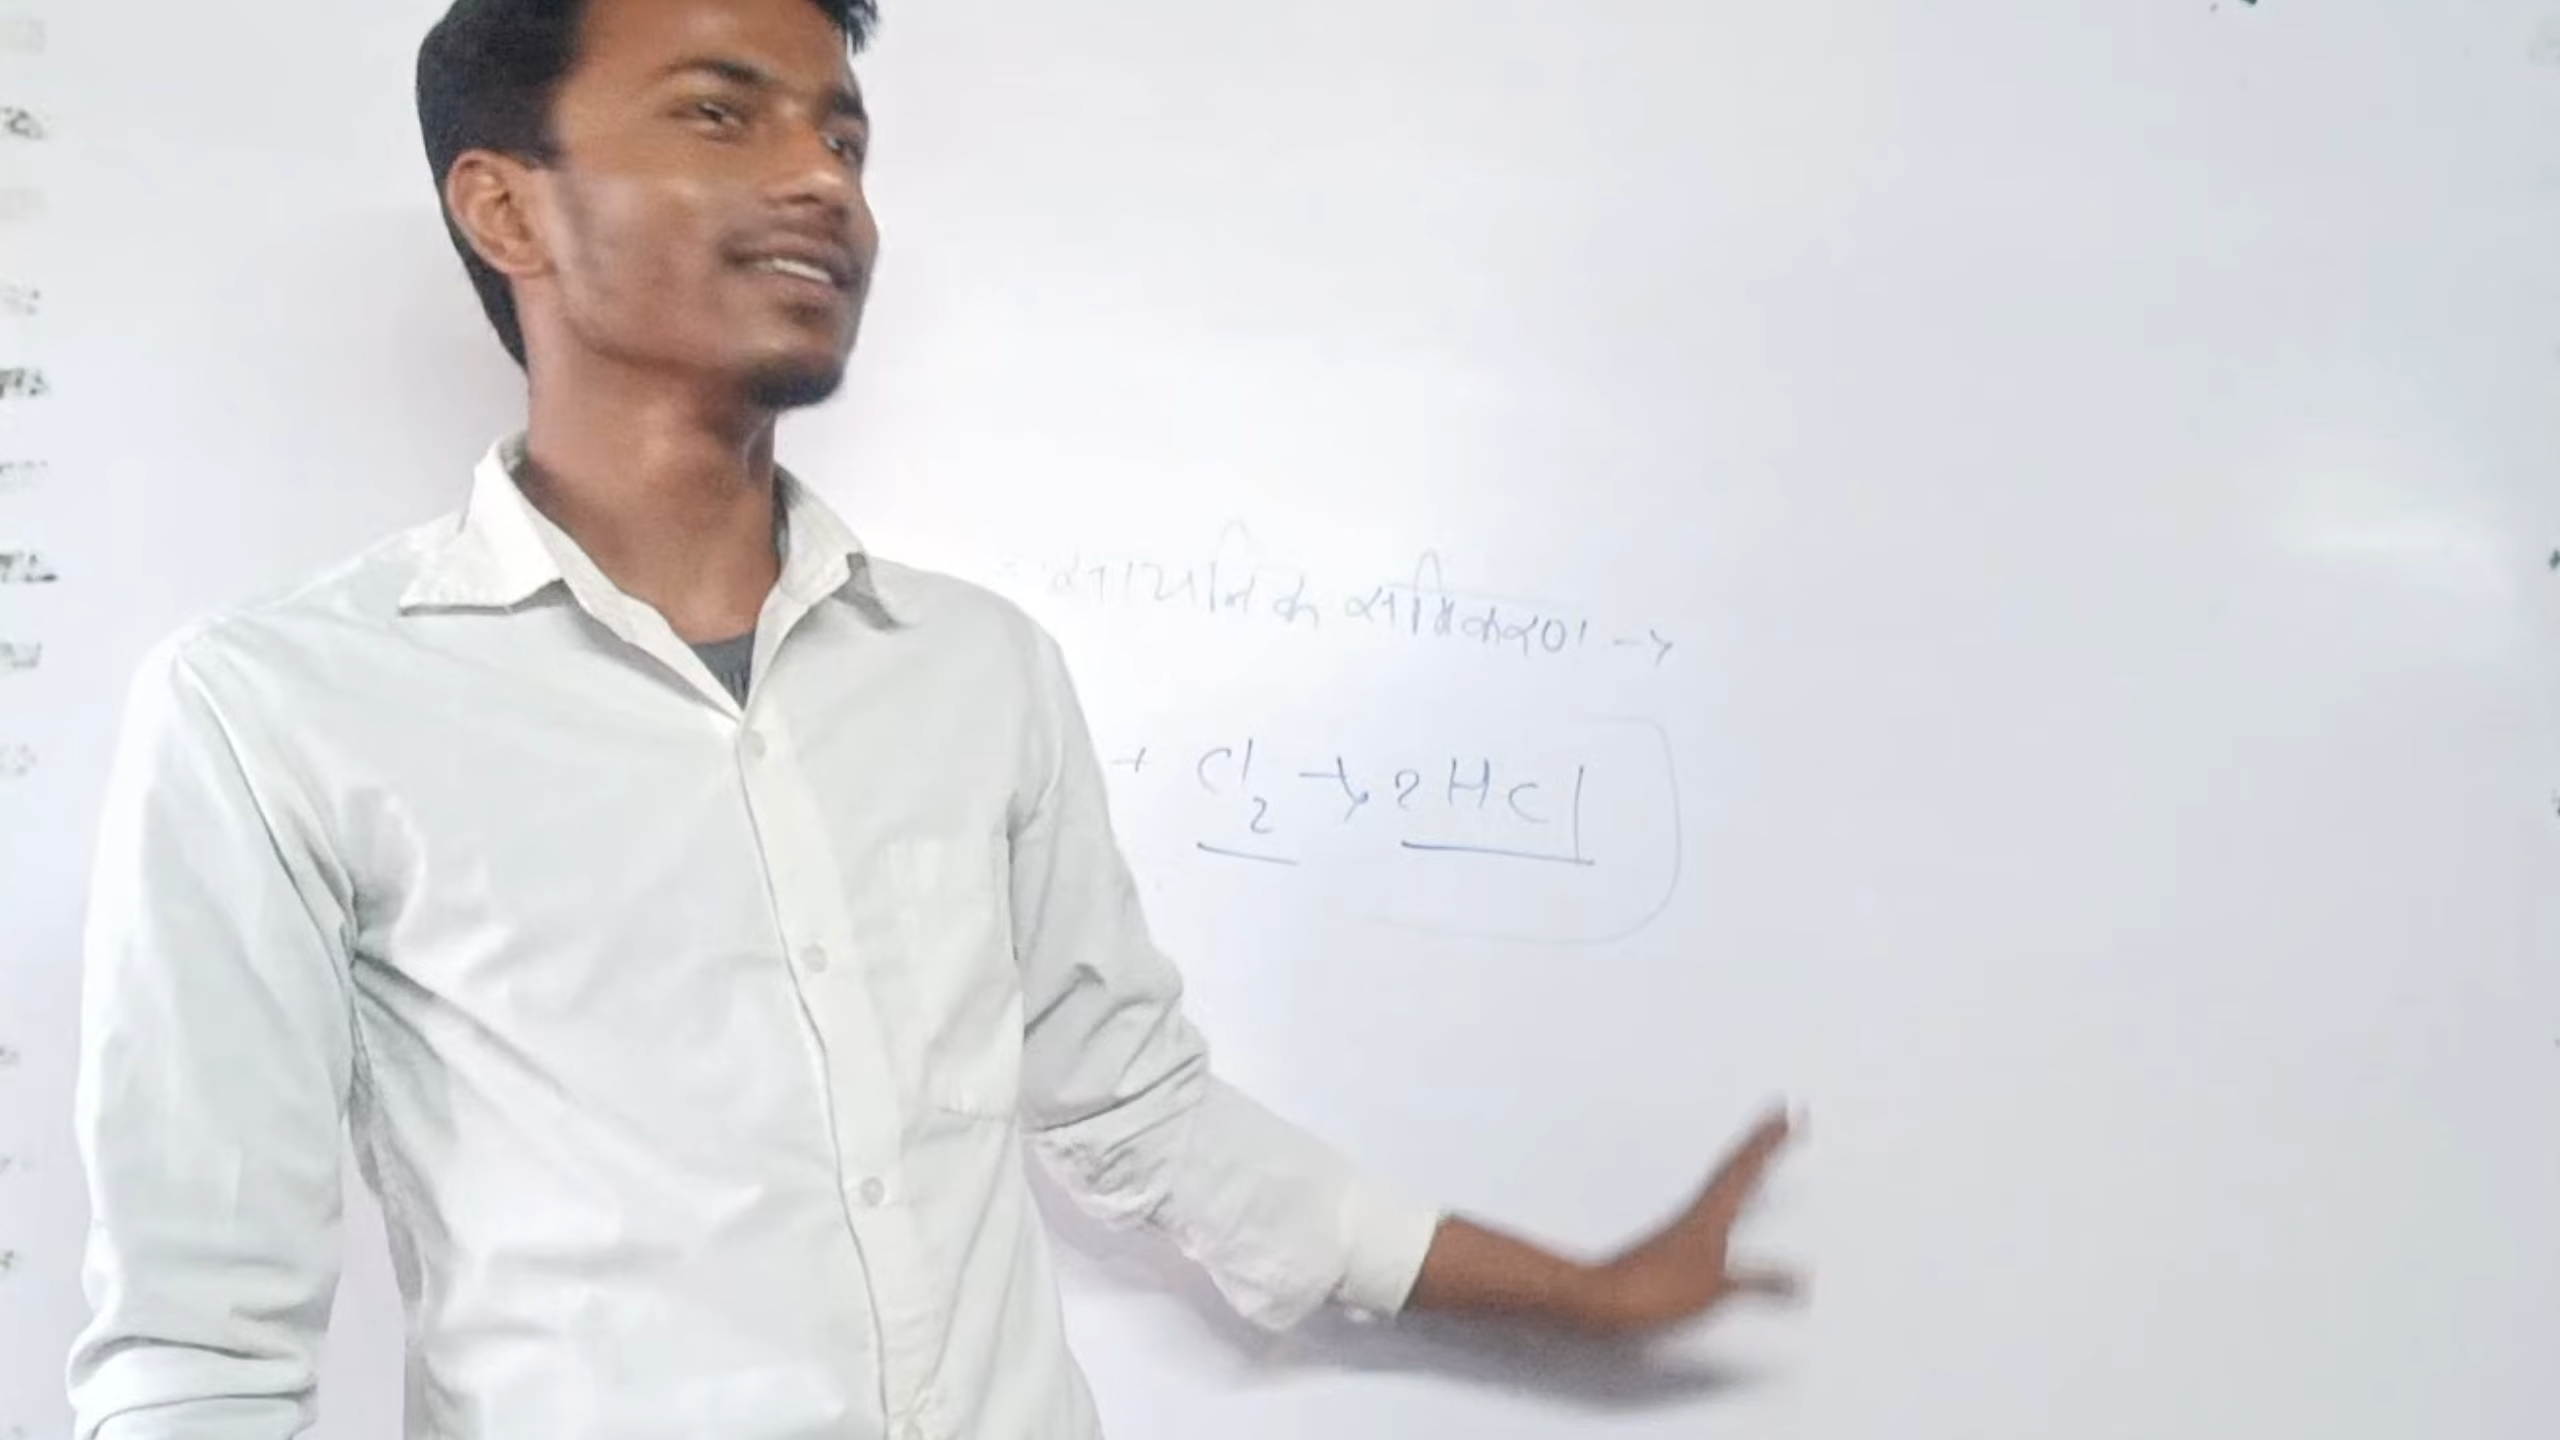 रासायनिक समिकरण →
+ Cl₂ → 2HCl